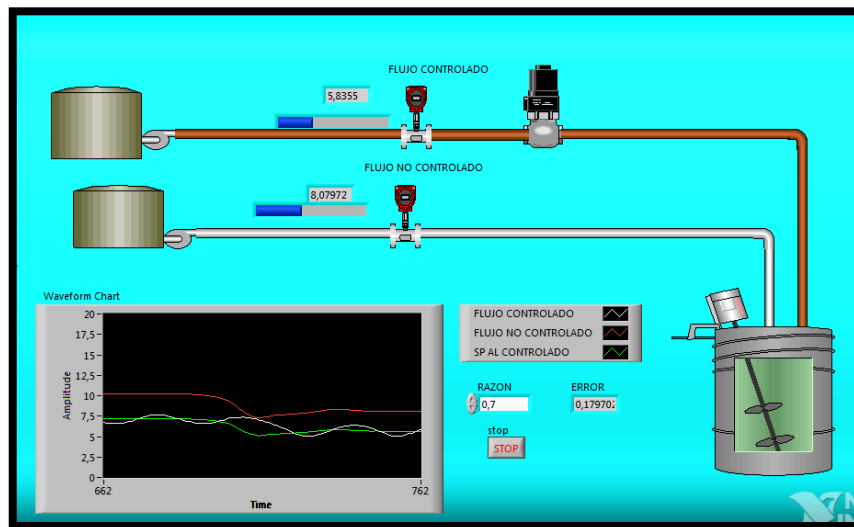 FLUJO CONTROLADO
5,8355
FLUJO NO CONTROLADO
8,07972
Waveform Chart
20
17,5
15
12,5
10
7,5
5
2,5
0
Amplitude
662
762
Time
FLUJO CONTROLADO
FLUJO NO CONTROLADO
SP AL CONTROLADO
RAZON
0,7
ERROR
0,179702
stop
STOP